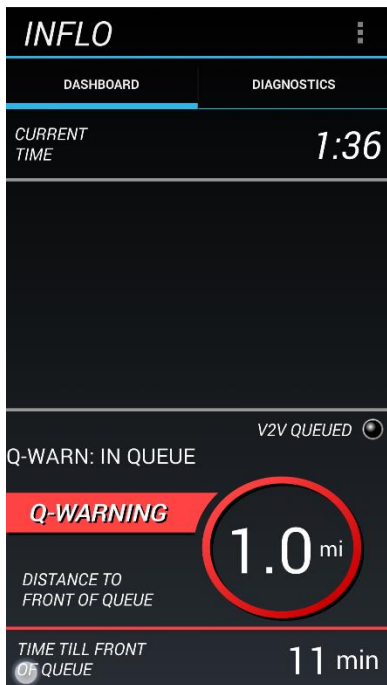 INFLO
DASHBOARD
DIAGNOSTICS
CURRENT
TIME
1:36
V2V QUEUED
Q-WARN: IN QUEUE
Q-WARNING
1.0 mi
DISTANCE TO
FRONT OF QUEUE
TIME TILL FRONT
OF QUEUE
11 min